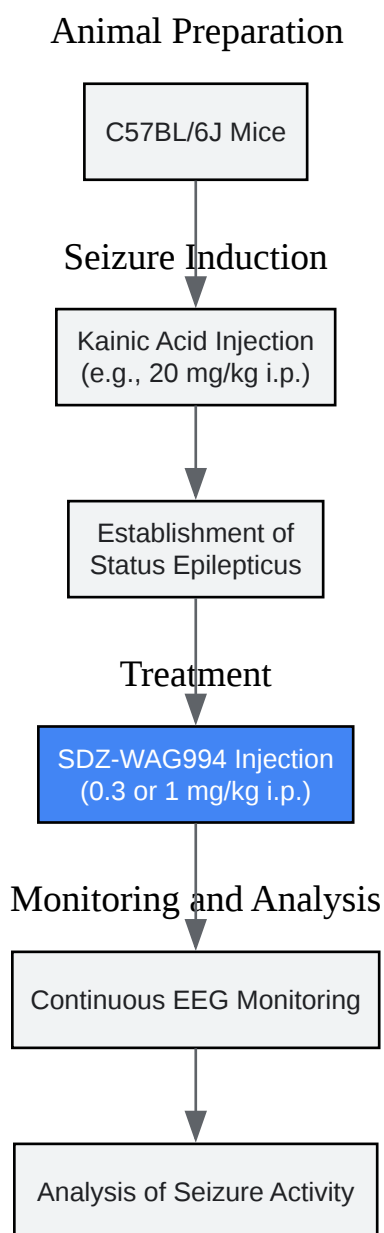 Animal Preparation
C57BL/6J Mice
Seizure Induction
Kainic Acid Injection
(e.g., 20 mg/kg i.p.)
Establishment of
Status Epilepticus
Treatment
SDZ-WAG994 Injection
(0.3 or 1 mg/kg i.p.)
Monitoring and Analysis
Continuous EEG Monitoring
Analysis of Seizure Activity